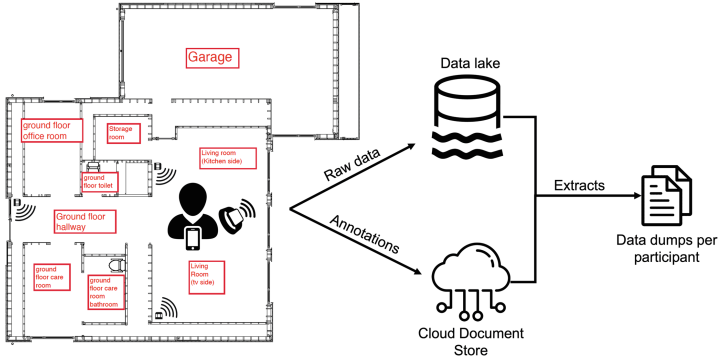 Garage
ground floor
office room
Storage
room
Living room
(Kitchen side)
ground
floor toilet
Ground floor
hallway
Living
Room
(tv side)
ground
floor care
room
ground
floor care
room
bathroom
Raw data
Annotations
Data lake
Cloud Document
Store
Extracts
Data dumps per
participant